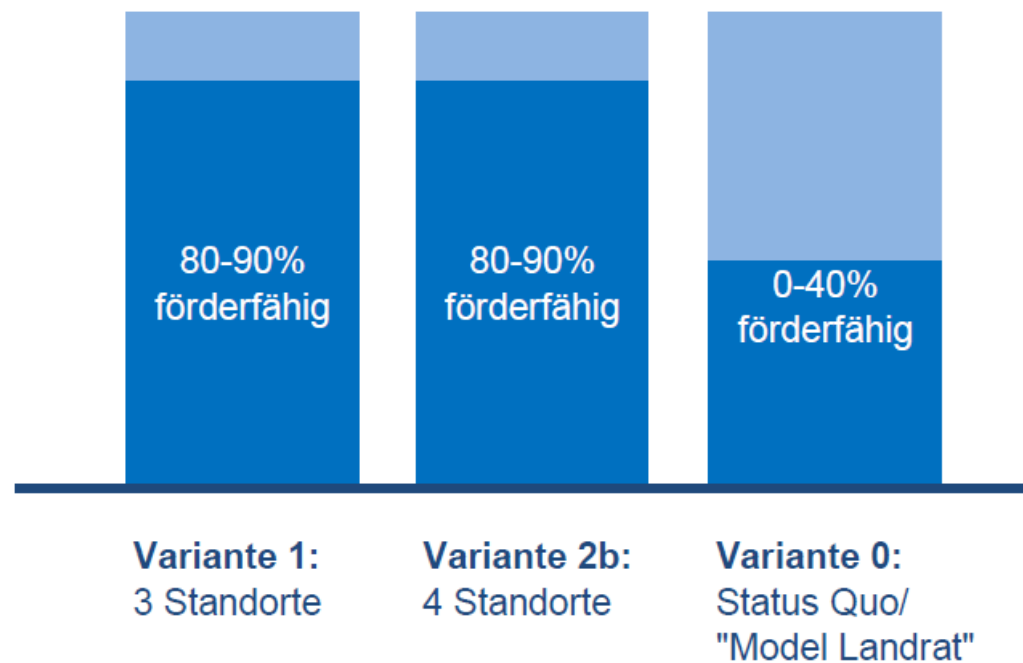 80-90%
förderfähig
80-90%
förderfähig
0-40%
förderfähig
Variante 1:
3 Standorte
Variante 2b:
4 Standorte
Variante 0:
Status Quo/
"Model Landrat"